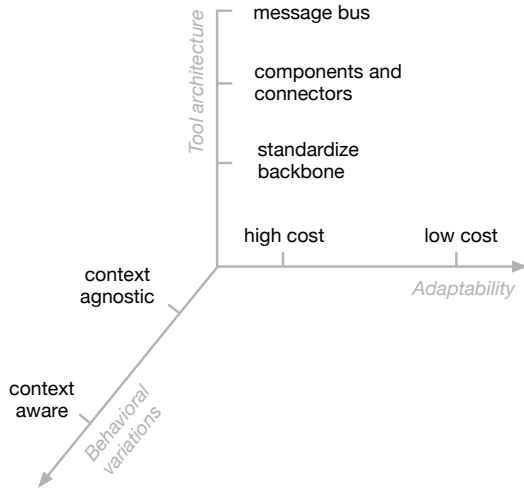 message bus
Tool architecture
components and
connectors
standardize
backbone
high cost
low cost
context
agnostic
Adaptability
context
aware
Behavioral
variations